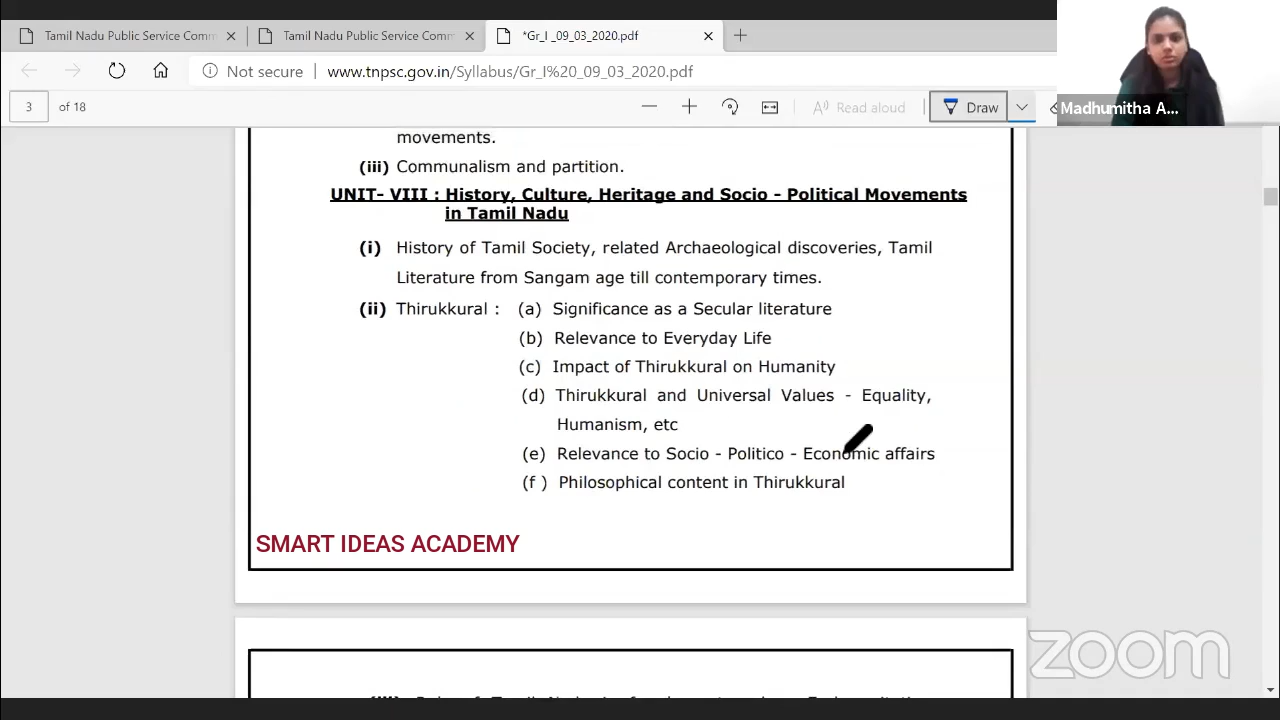 Tamil Nadu Public Service Comm
Tamil Nadu Public Service Comm
*Gr_I _09_03_2020.pdf
Not secure
www.tnpsc.gov.in/Syllabus/Gr_I%20_09_03_2020.pdf
3 of 18
Read aloud
Draw
Madhumitha A...
movements.
(iii) Communalism and partition.
UNIT- VIII : History, Culture, Heritage and Socio - Political Movements
in Tamil Nadu
(i) History of Tamil Society, related Archaeological discoveries, Tamil
Literature from Sangam age till contemporary times.
(ii) Thirukkural : (a) Significance as a Secular literature
(b) Relevance to Everyday Life
(c) Impact of Thirukkural on Humanity
(d) Thirukkural and Universal Values - Equality,
Humanism, etc
(e) Relevance to Socio - Politico - Economic affairs
(f ) Philosophical content in Thirukkural
SMART IDEAS ACADEMY
zoom